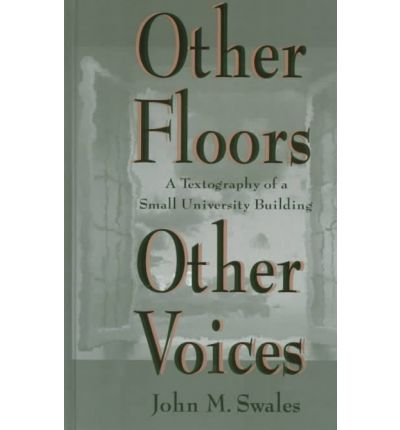 Other
Floors
A Textography of a
Small University Building
Other
Voices
John M. Swales